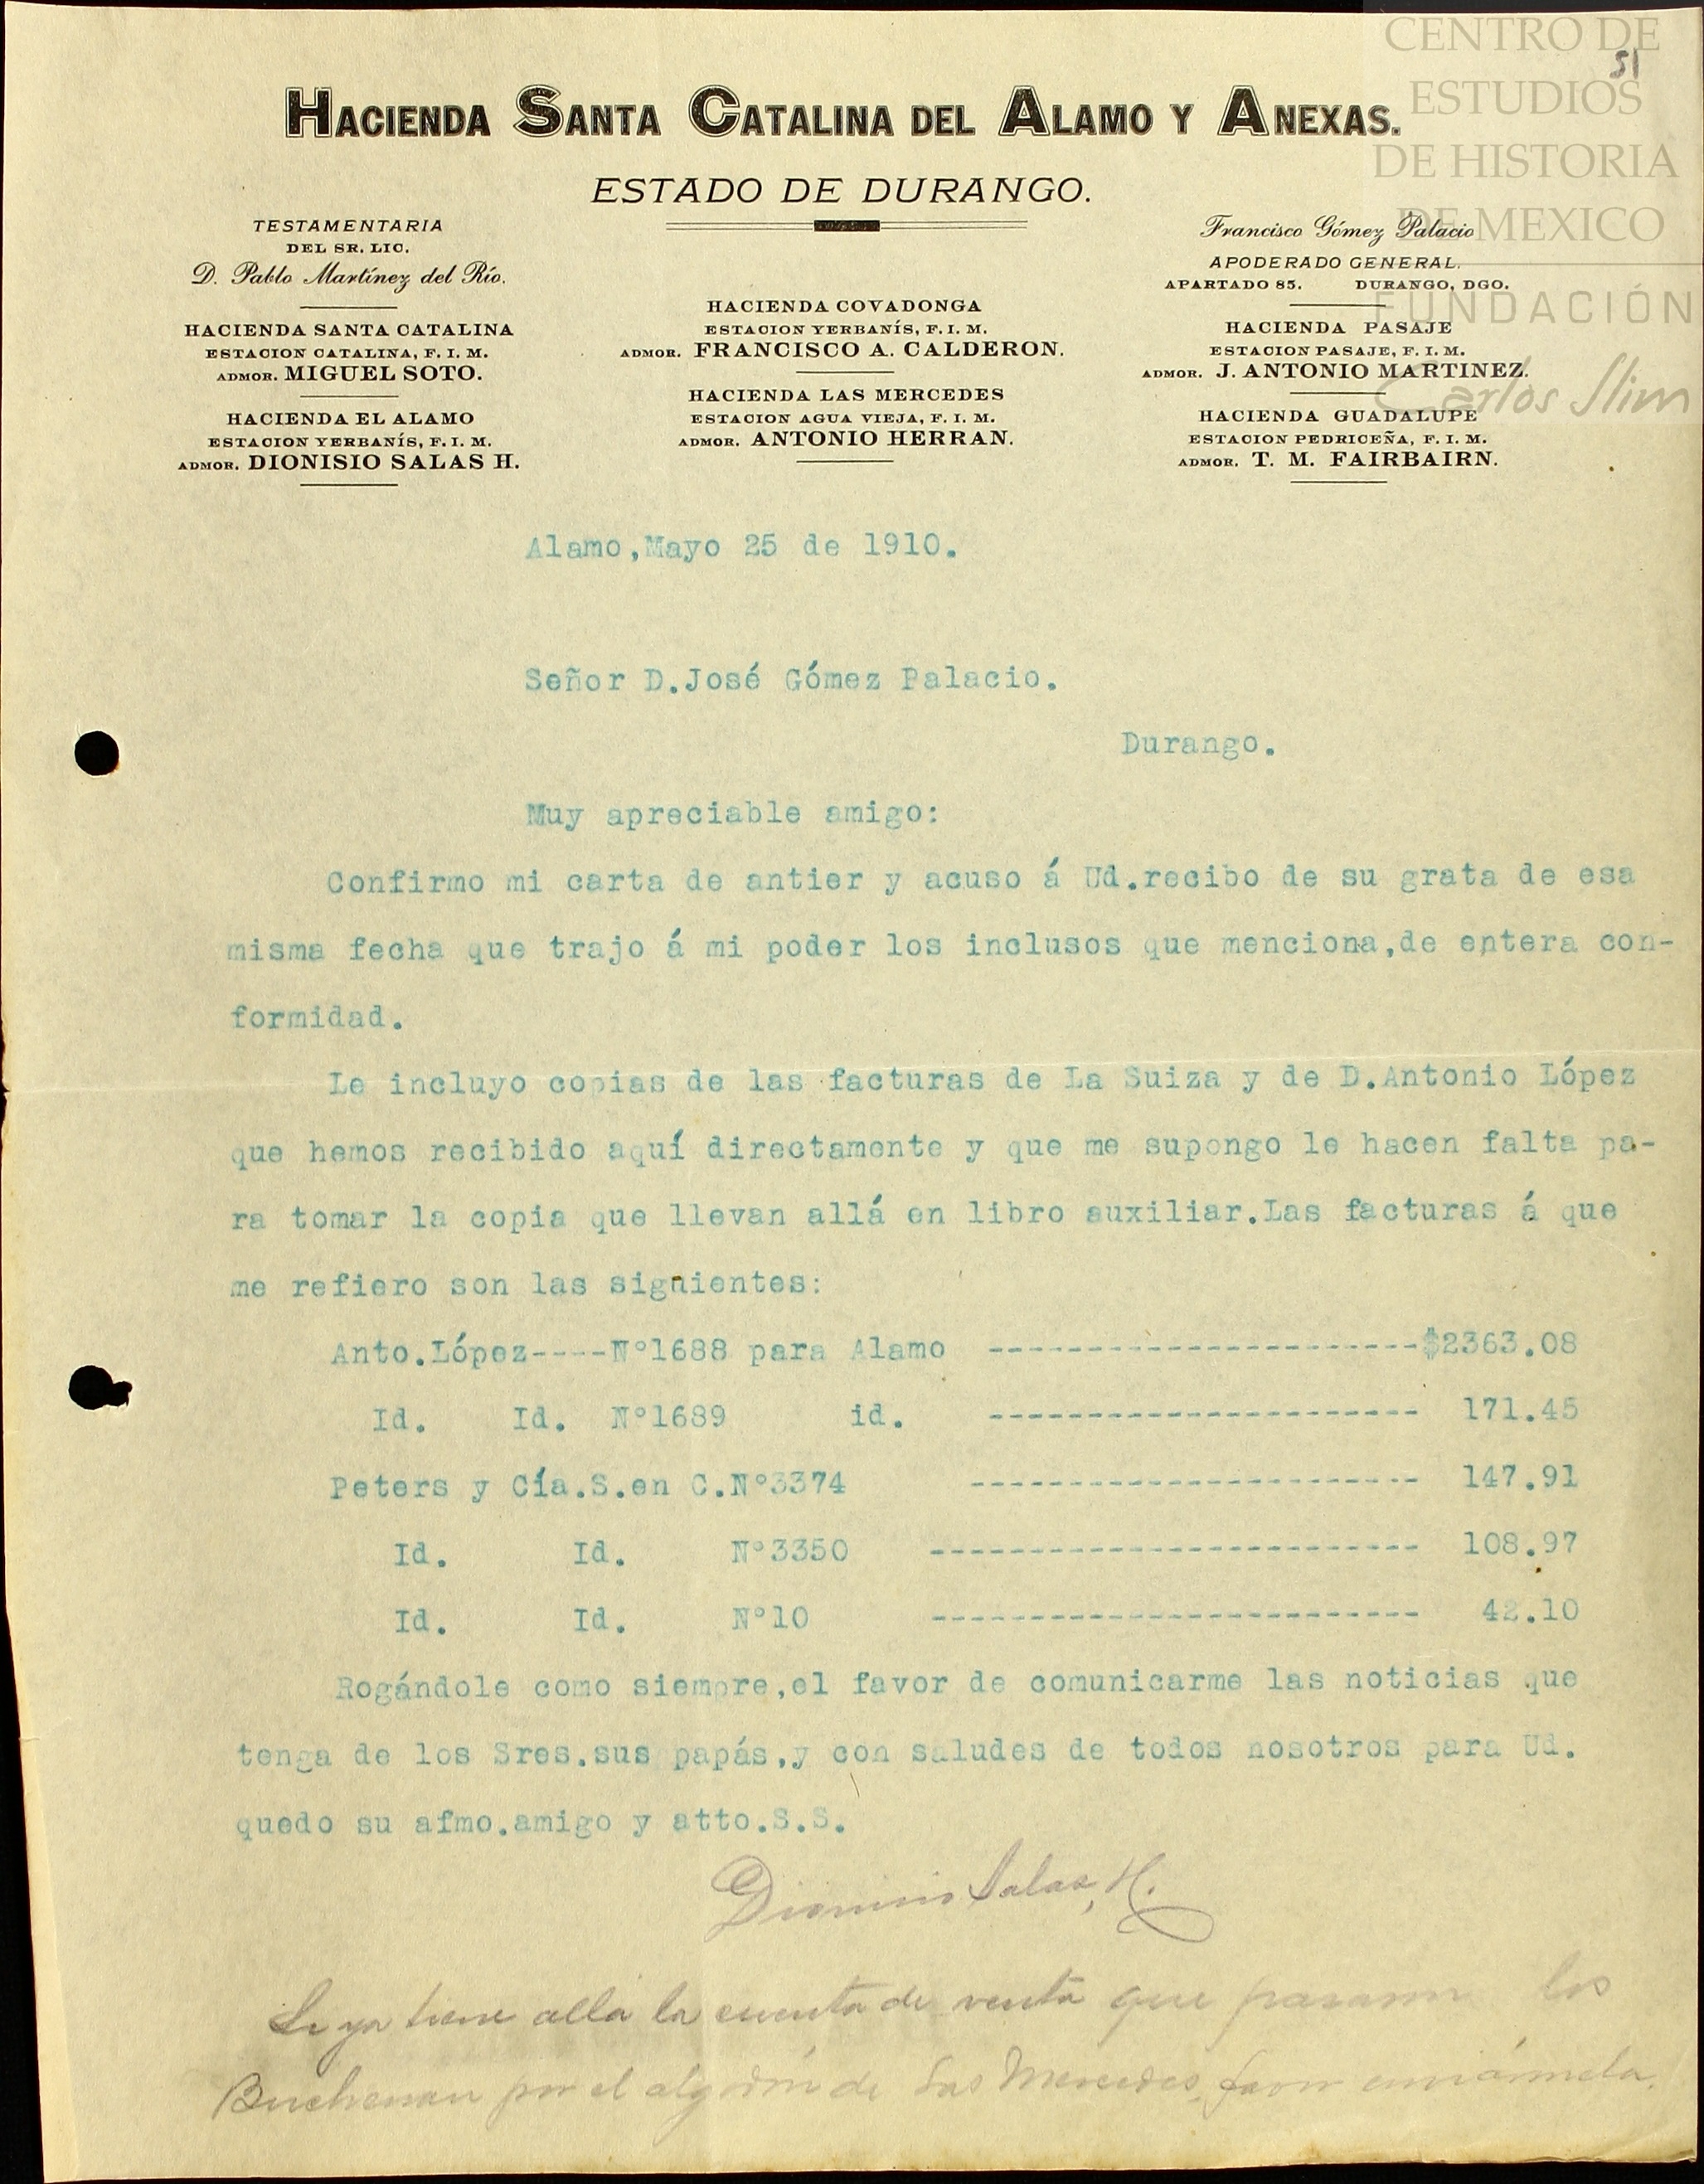 CENTRO DE
ESTUDIOS
DE HISTORIA
DE MEXICO
FUNDACIÓN
Carlos Slim
51
HACIENDA SANTA CATALINA DEL ALAMO Y ANEXAS.
ESTADO DE DURANGO.
TESTAMENTARIA
DEL SR. LIC.
D. Pablo Martínez del Río.
HACIENDA SANTA CATALINA
ESTACION CATALINA, F. I. M.
ADMOR. MIGUEL SOTO.
HACIENDA EL ALAMO
ESTACION YERBANÍS, F. I. M.
ADMOR. DIONISIO SALAS H.
HACIENDA COVADONGA
ESTACION YERBANÍS, F. I. M.
ADMOR. FRANCISCO A. CALDERON.
HACIENDA LAS MERCEDES
ESTACION AGUA VIEJA, F. I. M.
ADMOR. ANTONIO HERRAN.
Francisco Gómez Palacio
APODERADO GENERAL.
APARTADO 85. DURANGO, DGO.
HACIENDA PASAJE
ESTACION PASAJE, F. I. M.
ADMOR. J. ANTONIO MARTINEZ.
HACIENDA GUADALUPE
ESTACION PEDRICEÑA, F. I. M.
ADMOR. T. M. FAIRBAIRN.
Alamo,Mayo 25 de 1910.
Señor D.José Gómez Palacio.
Durango.
Muy apreciable amigo:
Confirmo mi carta de antier y acuso á Ud.recibo de su grata de esa
misma fecha que trajo á mi poder los inclusos que menciona,de entera con-
formidad.
Le incluyo copias de las facturas de La Suiza y de D.Antonio López
que hemos recibido aquí directamente y que me supongo le hacen falta pa-
ra tomar la copia que llevan allá en libro auxiliar.Las facturas á que
me refiero son las signientes:
Anto.López----N°1688 para Alamo ----------------------$2363.08
Id. Id. N°1689 id. ---------------------- 171.45
Peters y Cía.S.en C.N°3374 ----------------------- 147.91
Id. Id. N°3350 ------------------------- 108.97
Id. Id. N°10 ------------------------- 42.10
Rogándole como siempre,el favor de comunicarme las noticias que
tenga de los Sres.sus papás,y con saludes de todos nosotros para Ud.
quedo su afmo.amigo y atto.S.S.
Dionisio Salas, H.
Si ya tiene allá la cuenta de venta que pasaron los
Buchenau por el algodón de Las Mercedes, favor enviármela.